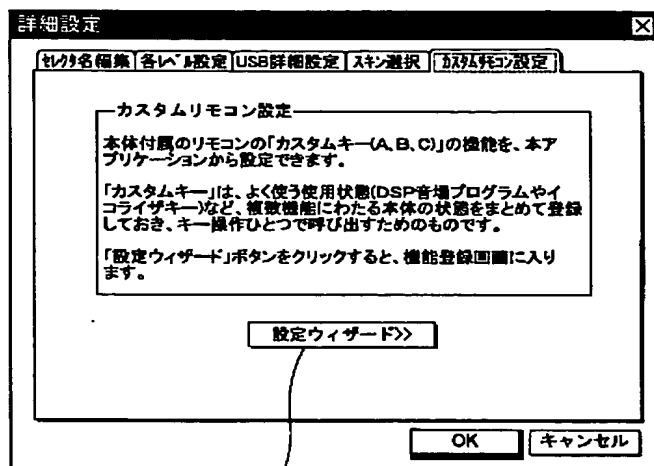 詳細設定
セレクタ名編集 各レベル設定 USB詳細設定 スキン選択 カスタムリモコン設定
カスタムリモコン設定
本体付属のリモコンの「カスタムキー(A、B、C)」の機能を、本ア
プリケーションから設定できます。
「カスタムキー」は、よく使う使用状態(DSP音場プログラムやイ
コライザキー)など、複数機能にわたる本体の状態をまとめて登録
しておき、キー操作ひとつで呼び出すためのものです。
「設定ウィザード」ボタンをクリックすると、機能登録画面に入り
ます。
設定ウィザード>>
OK キャンセル